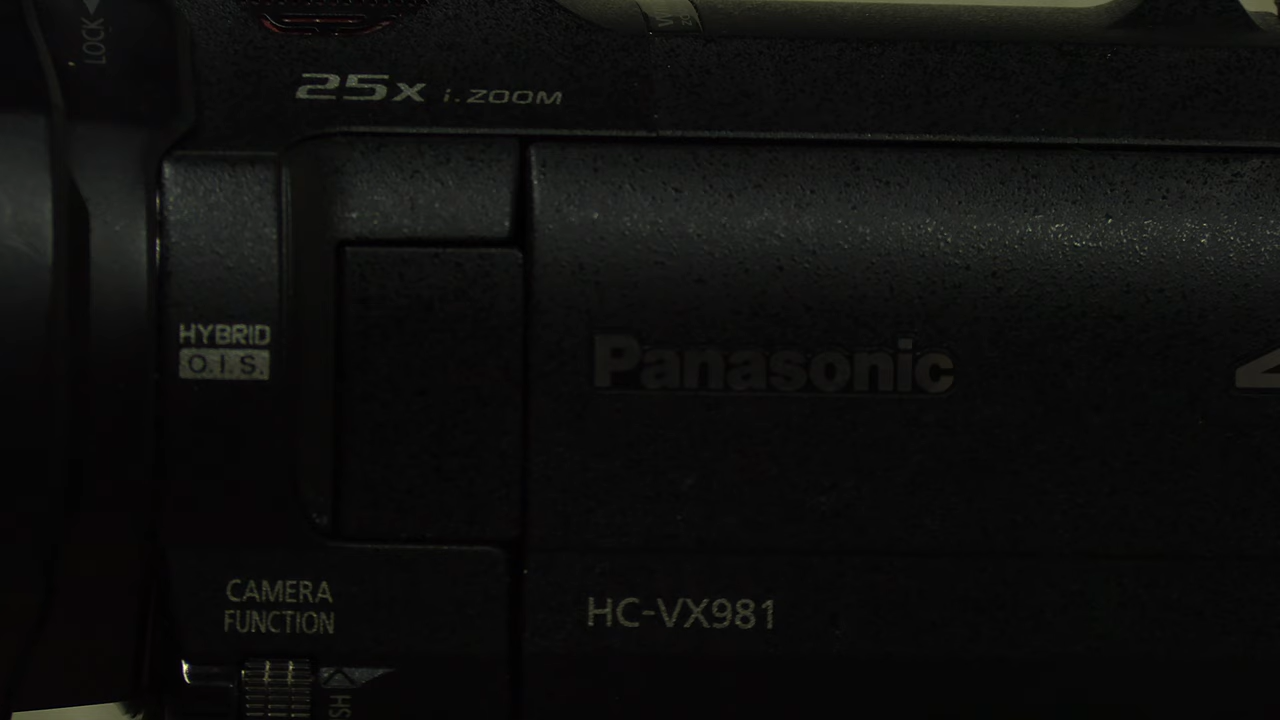 LOCK
25x i.ZOOM
HYBRID
O.I.S.
Panasonic
CAMERA
FUNCTION
HC-VX981